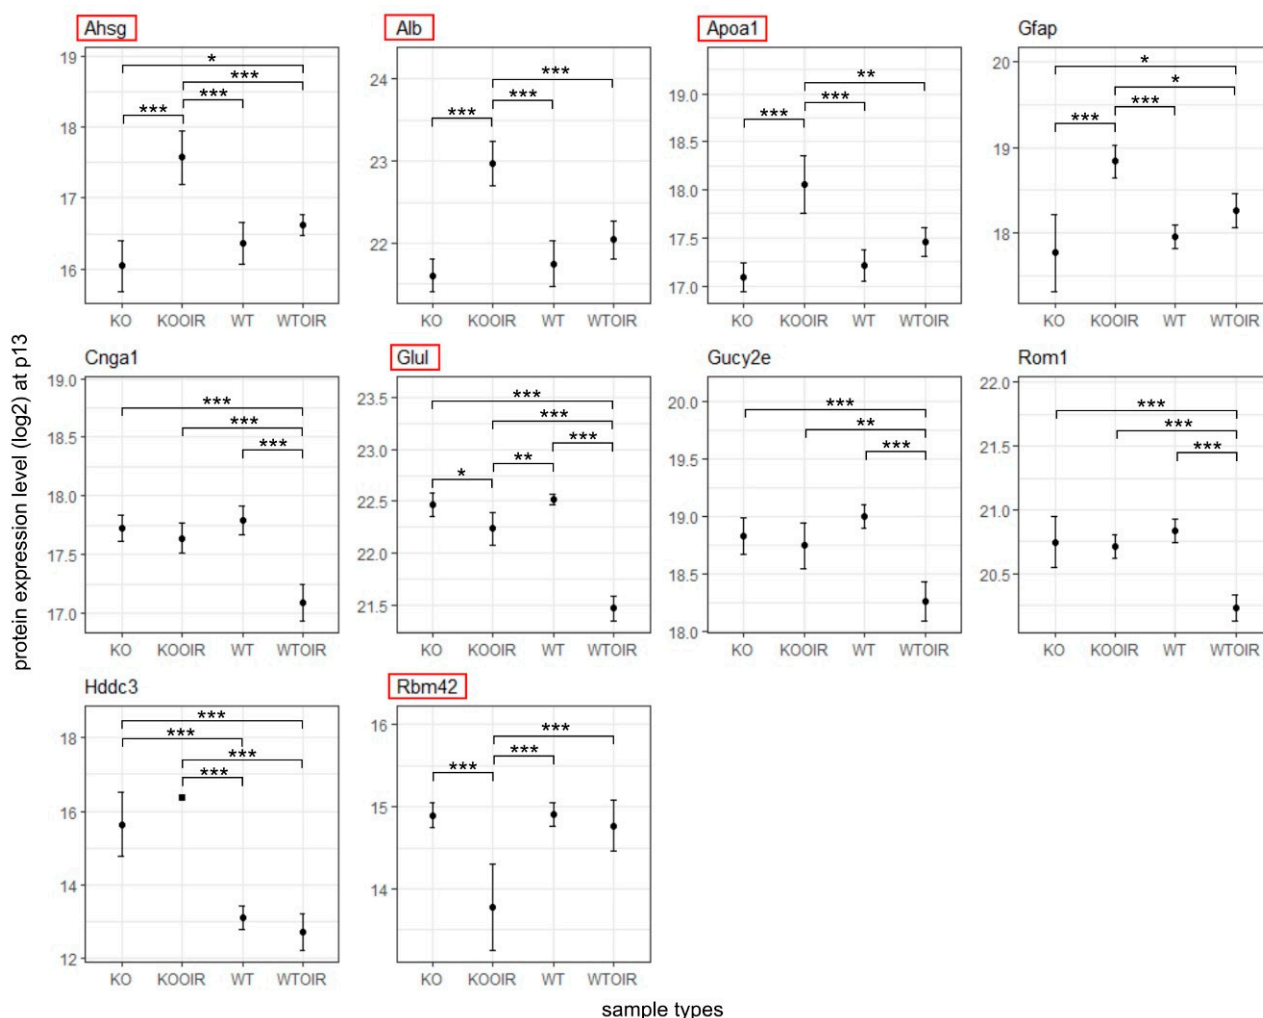 Ahsg Alb Apoa1 Gfap
19
18
17
16
* *** *** ***
KO KOOIR WT WTOIR
24
23
22
*** *** ***
KO KOOIR WT WTOIR
19.0
18.5
18.0
17.5
17.0
** *** ***
KO KOOIR WT WTOIR
20
19
18
* * *** ***
KO KOOIR WT WTOIR
protein expression level (log2) at p13
Cnga1 Glul Gucy2e Rom1
19.0
18.5
18.0
17.5
17.0
*** *** ***
KO KOOIR WT WTOIR
23.5
23.0
22.5
22.0
21.5
*** *** *** ** *
KO KOOIR WT WTOIR
20.0
19.5
19.0
18.5
18.0
*** ** ***
KO KOOIR WT WTOIR
22.0
21.5
21.0
20.5
*** *** ***
KO KOOIR WT WTOIR
Hddc3 Rbm42
18
16
14
12
*** *** *** ***
KO KOOIR WT WTOIR
16
15
14
*** *** ***
KO KOOIR WT WTOIR
sample types